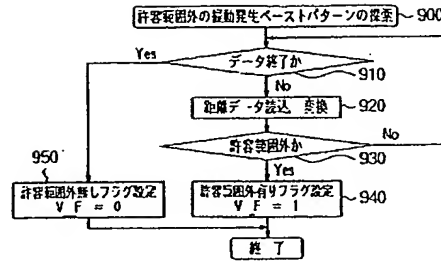 許容範囲外の振動発生ペーストパターンの探索
900
Yes
データ終了か
910
No
距離データ読込、変換
920
許容範囲外か
No
930
950
Yes
許容範囲外無しフラグ設定
VF = 0
許容範囲外有りフラグ設定
VF = 1
940
終了